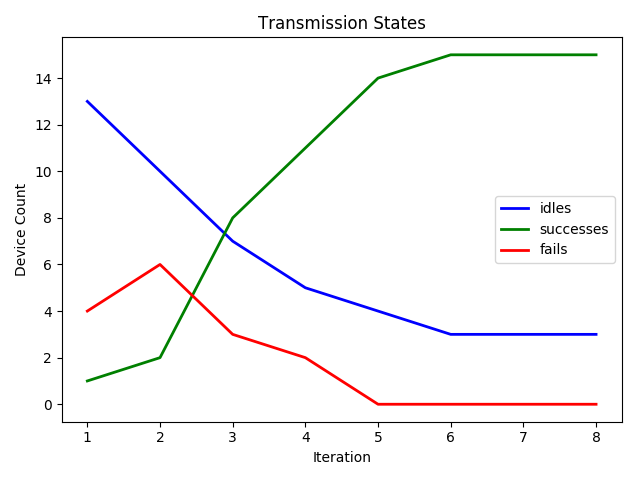 Transmission States
Device Count
14
12
10
8
6
4
2
0
idles
successes
fails
1 2 3 4 5 6 7 8
Iteration